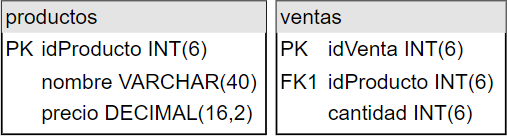 productos
PK idProducto INT(6)
nombre VARCHAR(40)
precio DECIMAL(16,2)
ventas
PK idVenta INT(6)
FK1 idProducto INT(6)
cantidad INT(6)